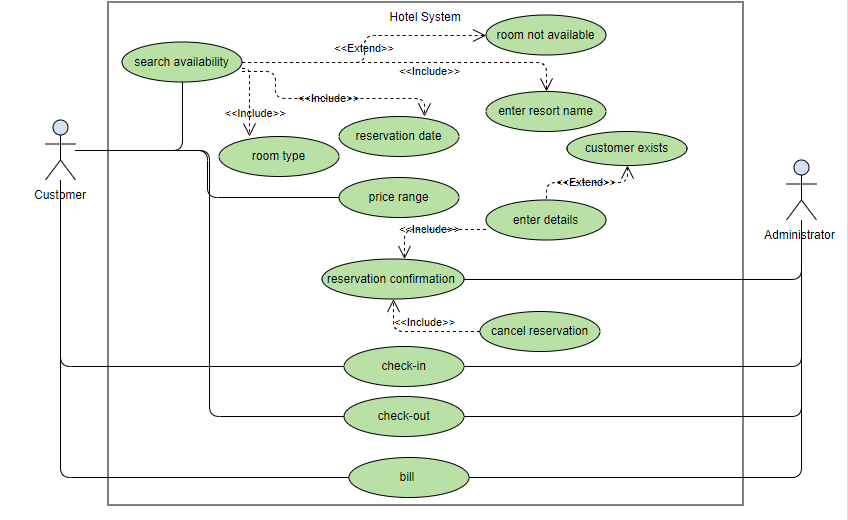 Hotel System
room not available
<<Extend>>
search availability
<<Include>>
enter resort name
<<Include>>
<<Include>>
reservation date
customer exists
room type
<<Extend>>
Customer
price range
enter details
<<Include>>
Administrator
reservation confirmation
<<Include>>
cancel reservation
check-in
check-out
bill